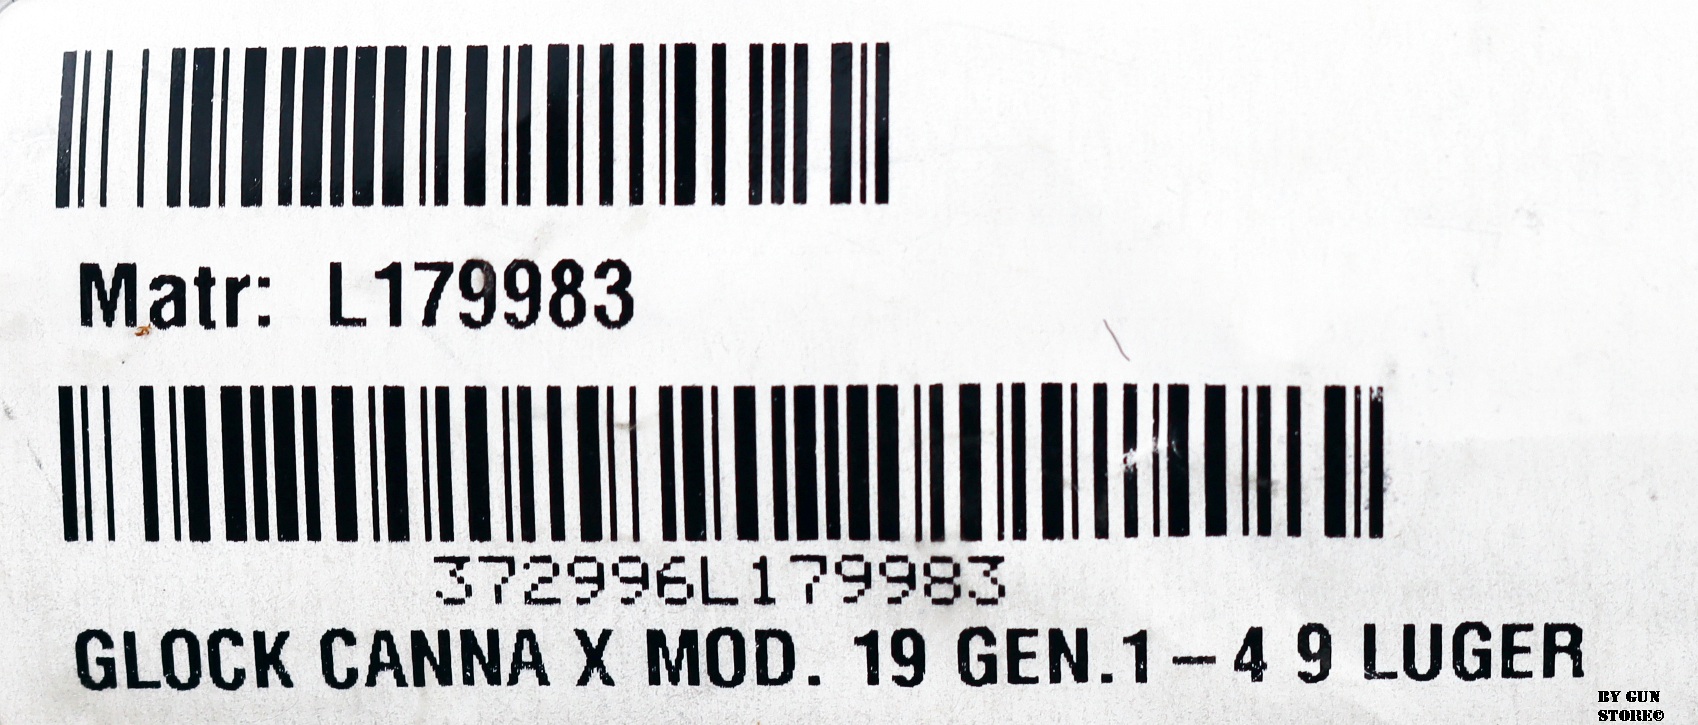 Matr: L179983
372996L179983
GLOCK CANNA X MOD. 19 GEN.1-4 9 LUGER
BY GUN
STORE©